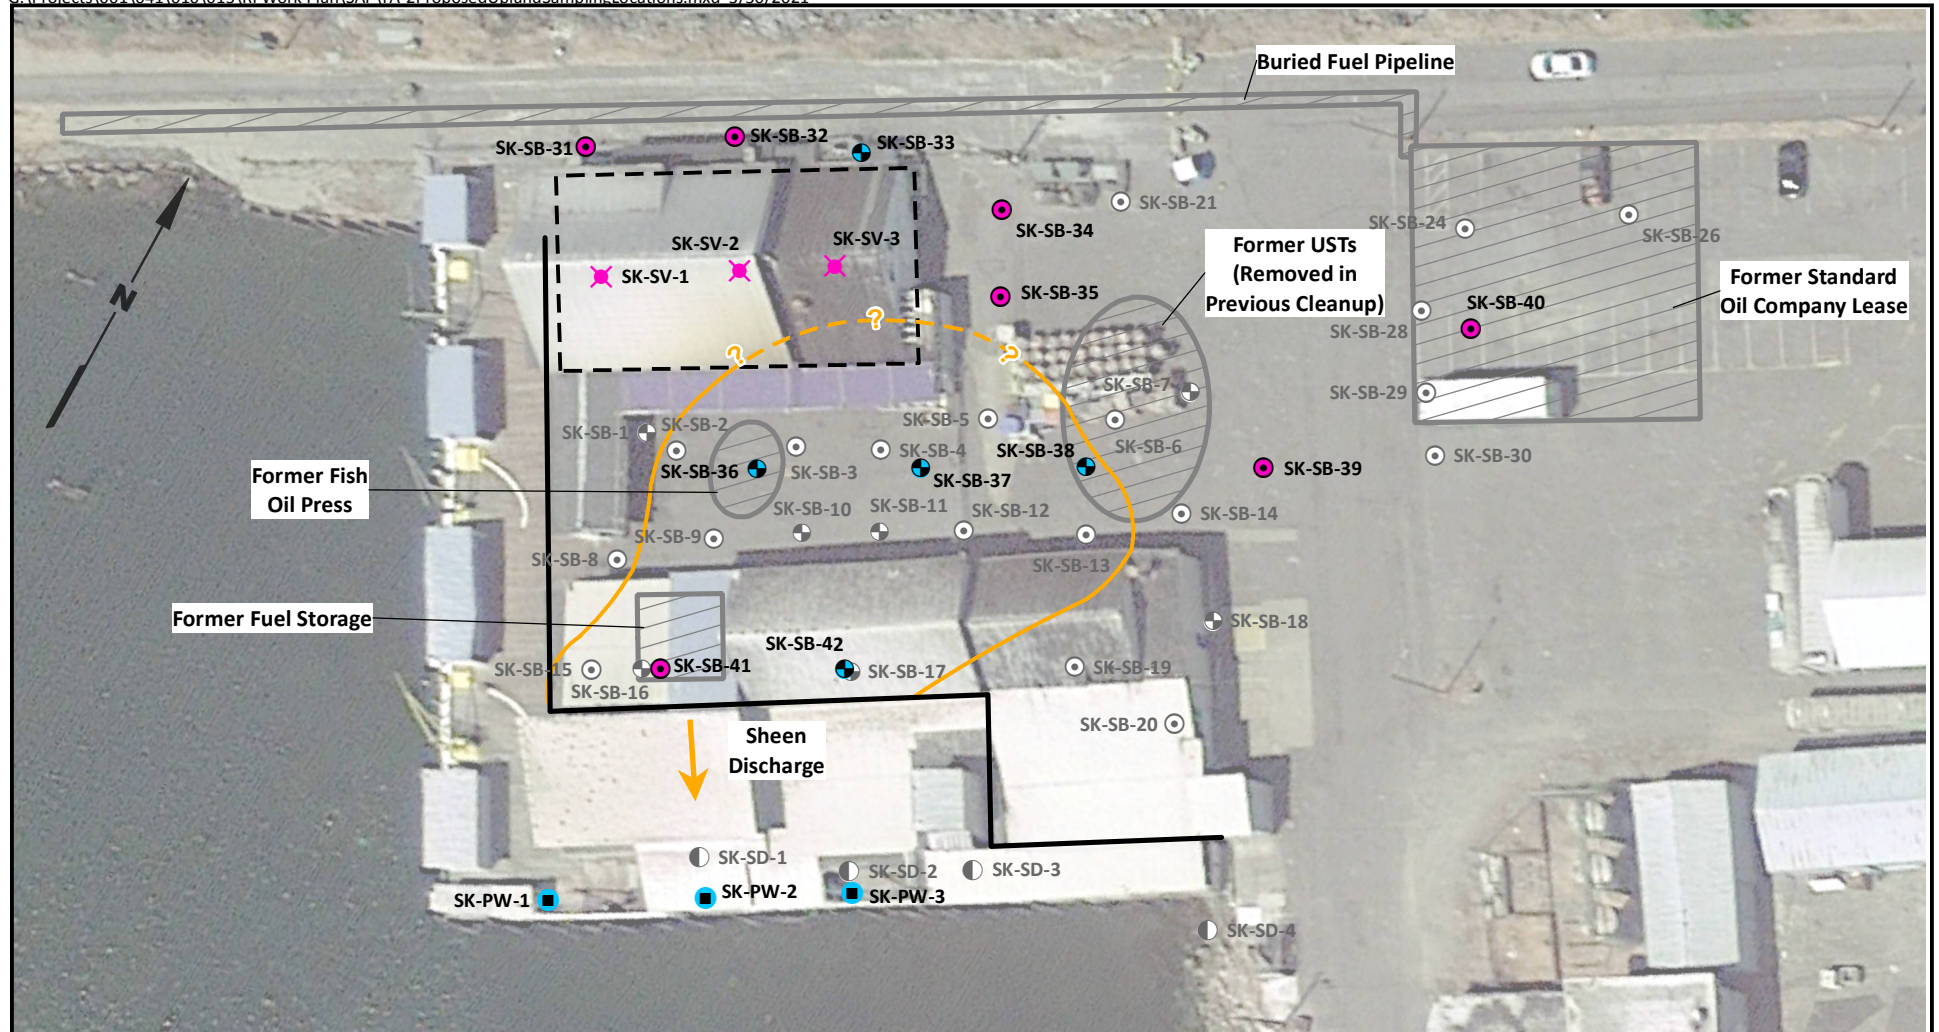 Buried Fuel Pipeline
SK-SB-31
SK-SB-32
SK-SB-33
SK-SB-21
SK-SB-34
SK-SB-24
SK-SB-26
SK-SV-2
SK-SV-3
SK-SV-1
Former USTs
(Removed in
Previous Cleanup)
Former Standard
Oil Company Lease
SK-SB-35
SK-SB-40
SK-SB-28
N
?
?
?
SK-SB-7
SK-SB-29
SK-SB-1
SK-SB-2
SK-SB-5
SK-SB-6
SK-SB-4
SK-SB-38
SK-SB-30
SK-SB-36
SK-SB-3
SK-SB-37
SK-SB-39
Former Fish
Oil Press
SK-SB-10
SK-SB-11
SK-SB-12
SK-SB-14
SK-SB-9
SK-SB-8
SK-SB-13
Former Fuel Storage
SK-SB-18
SK-SB-42
SK-SB-15
SK-SB-41
SK-SB-17
SK-SB-19
SK-SB-16
SK-SB-20
Sheen
Discharge
SK-SD-1
SK-SD-2
SK-SD-3
SK-PW-1
SK-PW-2
SK-PW-3
SK-SD-4